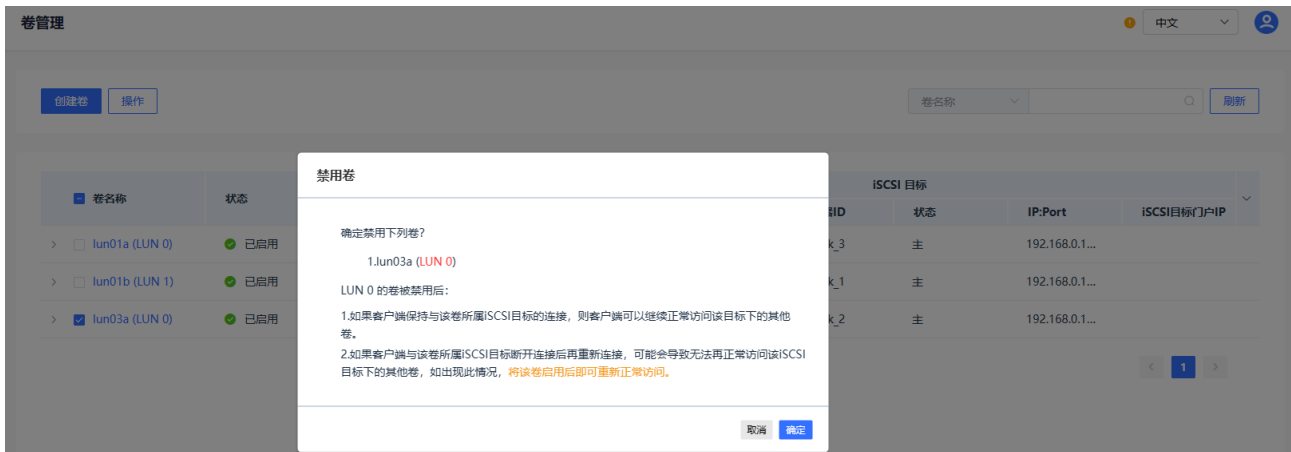 卷管理
中文
创建卷
操作
卷名称
刷新
禁用卷
iSCSI 目标
卷名称
状态
ID
状态
IP:Port
iSCSI目标门户IP
确定禁用下列卷?
lun01a (LUN 0)
已启用
k_3
主
192.168.0.1...
1.lun03a (LUN 0)
lun01b (LUN 1)
已启用
k_1
主
192.168.0.1...
LUN 0 的卷被禁用后:
lun03a (LUN 0)
已启用
k_2
主
192.168.0.1...
1.如果客户端保持与该卷所属iSCSI目标的连接，则客户端可以继续正常访问该目标下的其他
卷。
2.如果客户端与该卷所属iSCSI目标断开连接后再重新连接，可能会导致无法再正常访问该iSCSI
目标下的其他卷，如出现此情况，将该卷启用后即可重新正常访问。
1
取消
确定